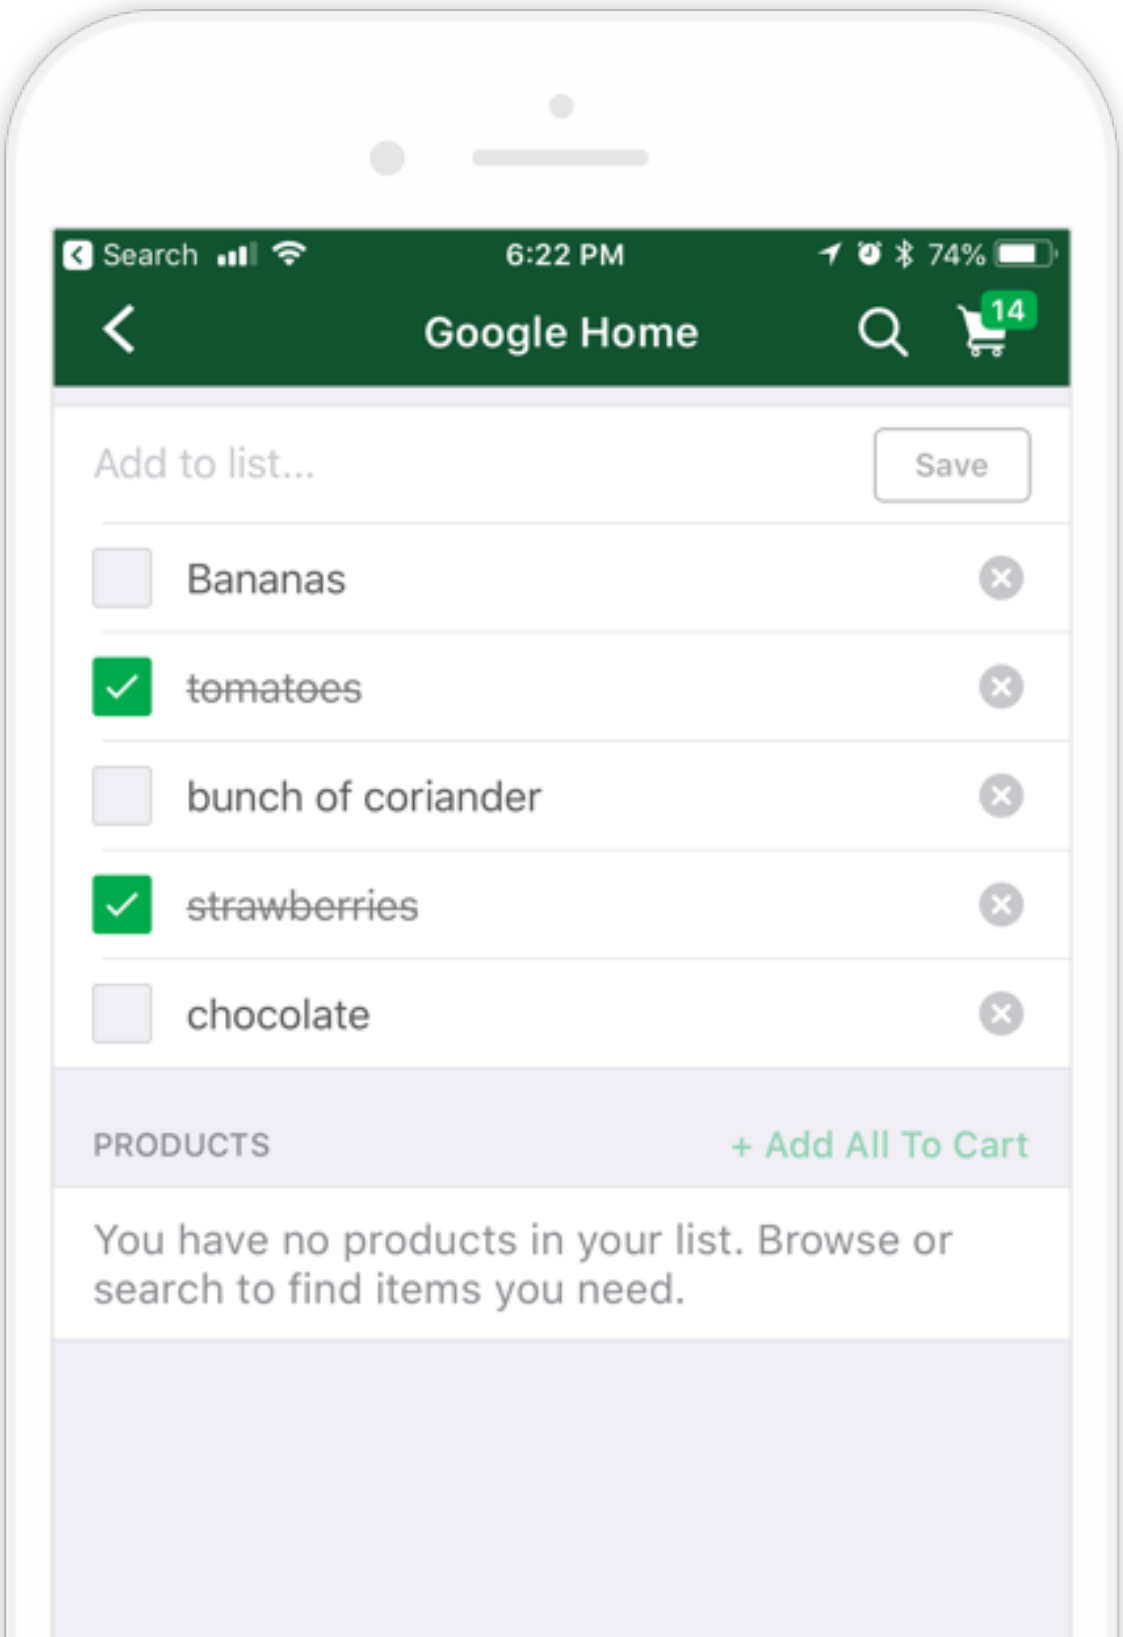 Search 6:22 PM 74%
Google Home 14
Add to list... Save
Bananas
tomatoes
bunch of coriander
strawberries
chocolate
PRODUCTS + Add All To Cart
You have no products in your list. Browse or
search to find items you need.